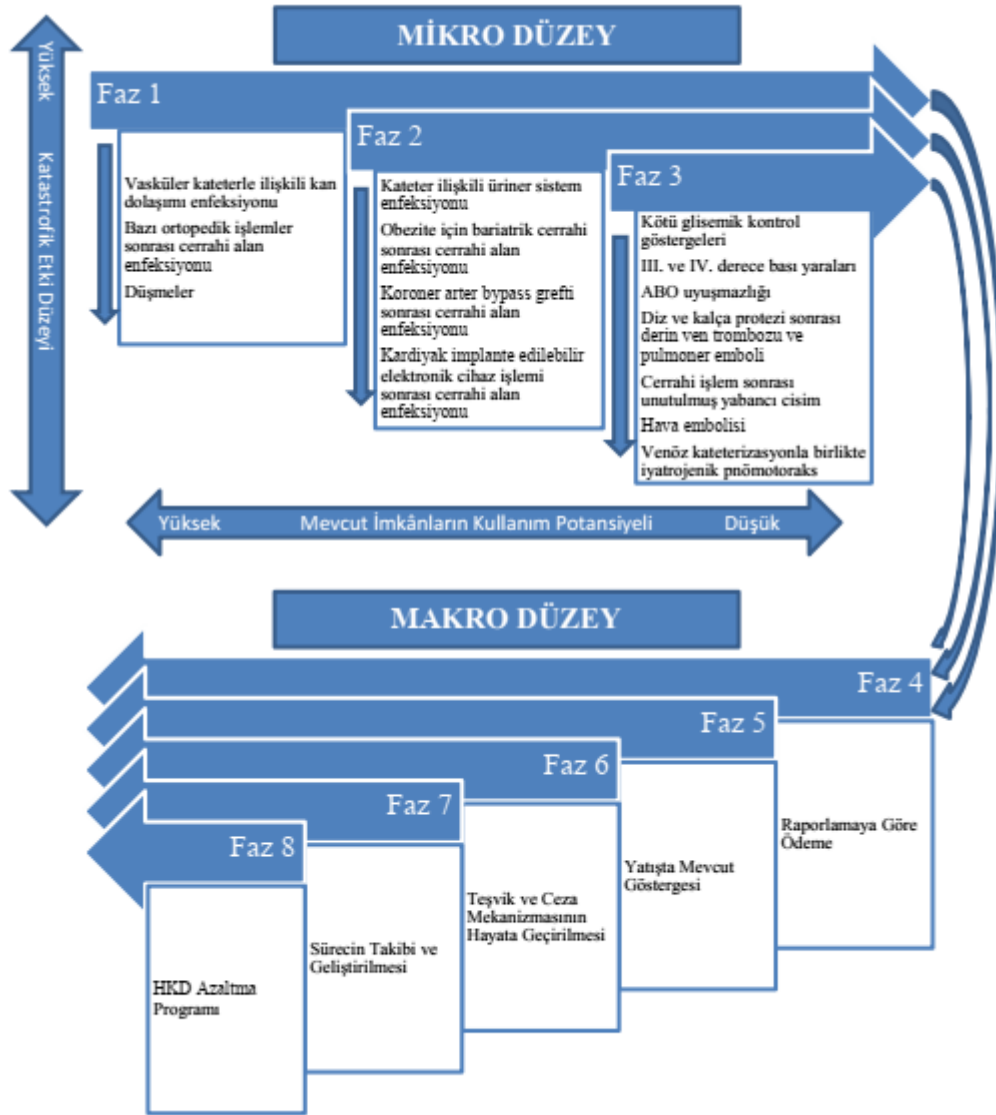 MİKRO DÜZEY
Yüksek
Katastrofik Etki Düzeyi
Faz 1
Vasküler kateterle ilişkili kan
dolaşımı enfeksiyonu
Bazı ortopedik işlemler
sonrası cerrahi alan
enfeksiyonu
Düşmeler
Faz 2
Kateter ilişkili üriner sistem
enfeksiyonu
Obezite için bariatrik cerrahi
sonrası cerrahi alan
enfeksiyonu
Koroner arter bypass grefti
sonrası cerrahi alan
enfeksiyonu
Kardiyak implante edilebilir
elektronik cihaz işlemi
sonrası cerrahi alan
enfeksiyonu
Faz 3
Kötü glisemik kontrol
göstergeleri
III. ve IV. derece bası yaraları
ABO uyuşmazlığı
Diz ve kalça protezi sonrası
derin ven trombozu ve
pulmoner emboli
Cerrahi işlem sonrası
unutulmuş yabancı cisim
Hava embolisi
Venöz kateterizasyonla birlikte
iyatrojenik pnömotoraks
Yüksek Mevcut İmkânların Kullanım Potansiyeli Düşük
MAKRO DÜZEY
Faz 4
Raporlamaya Göre
Ödeme
Faz 5
Yatışta Mevcut
Göstergesi
Faz 6
Teşvik ve Ceza
Mekanizmasının
Hayata Geçirilmesi
Faz 7
Sürecin Takibi ve
Geliştirilmesi
Faz 8
HKD Azaltma
Programı